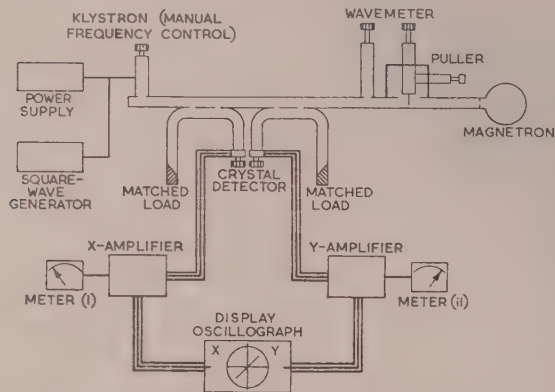 KLYSTRON (MANUAL
FREQUENCY CONTROL)
WAVEMETER
PULLER
POWER
SUPPLY
MAGNETRON
SQUARE-
WAVE
GENERATOR
MATCHED
LOAD
CRYSTAL
DETECTOR
MATCHED
LOAD
X-AMPLIFIER
Y-AMPLIFIER
METER (i)
METER (ii)
DISPLAY
OSCILLOGRAPH
X Y